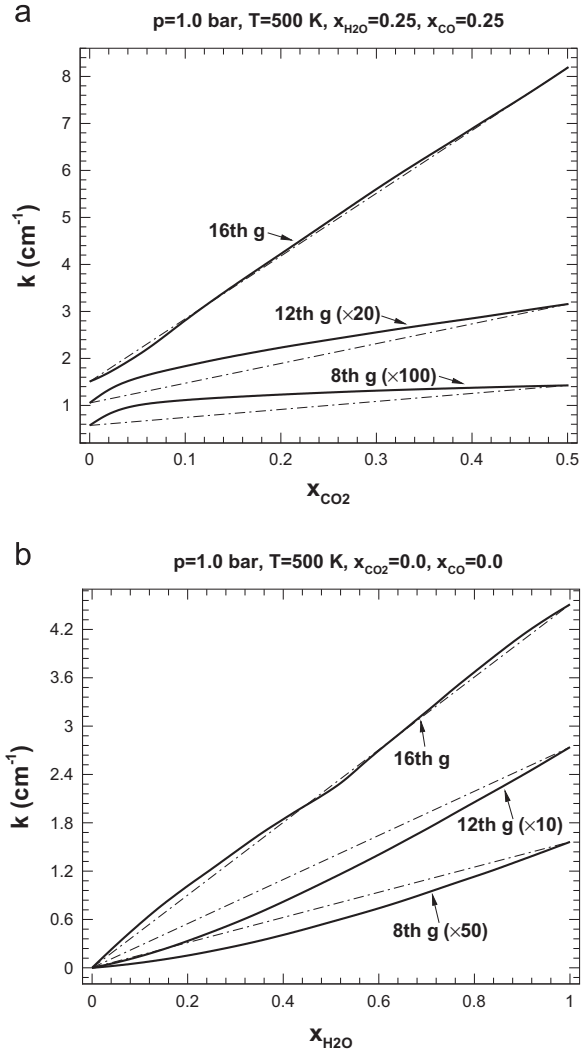 a
p=1.0 bar, T=500 K, x_H2O=0.25, x_CO=0.25
8
7
6
5
4
3
2
1
0
k (cm⁻¹)
16th g
12th g (×20)
8th g (×100)
0 0.1 0.2 0.3 0.4 0.5
x_CO2
b
p=1.0 bar, T=500 K, x_CO2=0.0, x_CO=0.0
4.2
3.6
3
2.4
1.8
1.2
0.6
0
k (cm⁻¹)
16th g
12th g (×10)
8th g (×50)
0 0.2 0.4 0.6 0.8 1
x_H2O